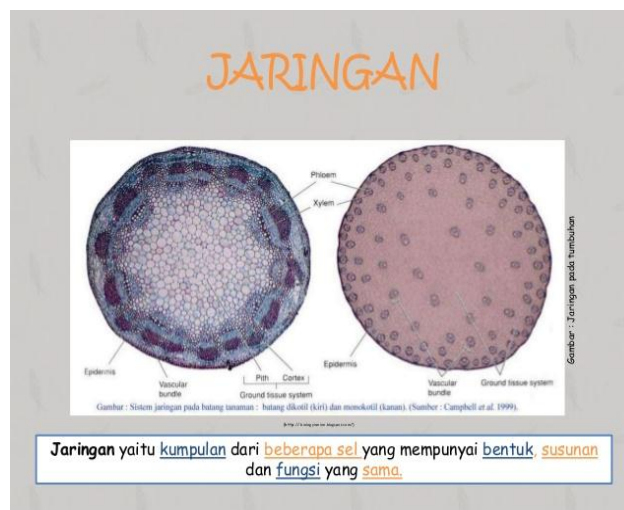 JARINGAN
Phloem
Xylem
Epidermis
Vascular
bundle
Pith Cortex
Ground tissue system
Epidermis
Vascular
bundle
Ground tissue system
Gambar : Jaringan pada tumbuhan
Gambar : Sistem jaringan pada batang tanaman : batang dikotil (kiri) dan monokotil (kanan). (Sumber : Campbell et al. 1999).
Jaringan yaitu kumpulan dari beberapa sel yang mempunyai bentuk, susunan
dan fungsi yang sama.